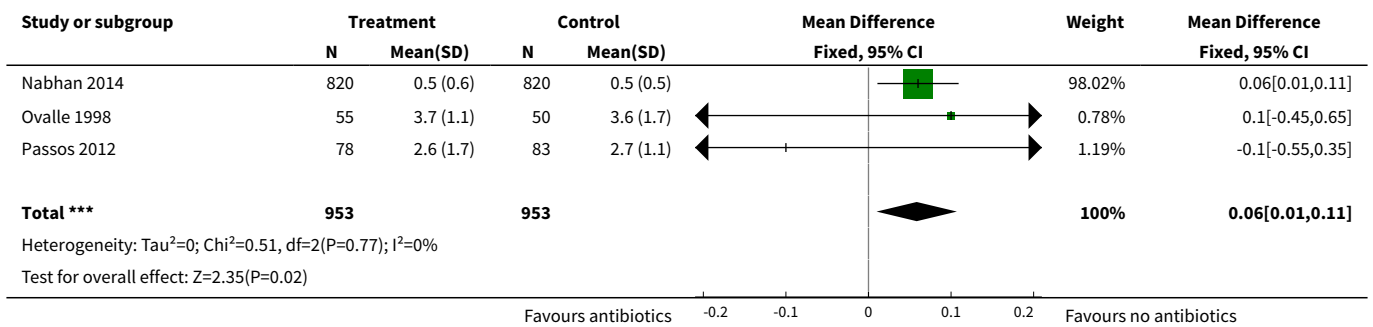 Study or subgroup Treatment Control Mean Difference Weight Mean Difference
N Mean(SD) N Mean(SD) Fixed, 95% CI Fixed, 95% CI
Nabhan 2014 820 0.5 (0.6) 820 0.5 (0.5) 98.02% 0.06[0.01,0.11]
Ovalle 1998 55 3.7 (1.1) 50 3.6 (1.7) 0.78% 0.1[-0.45,0.65]
Passos 2012 78 2.6 (1.7) 83 2.7 (1.1) 1.19% -0.1[-0.55,0.35]
Total *** 953 953 100% 0.06[0.01,0.11]
Heterogeneity: Tau²=0; Chi²=0.51, df=2(P=0.77); I²=0%
Test for overall effect: Z=2.35(P=0.02)
Favours antibiotics -0.2 -0.1 0 0.1 0.2 Favours no antibiotics